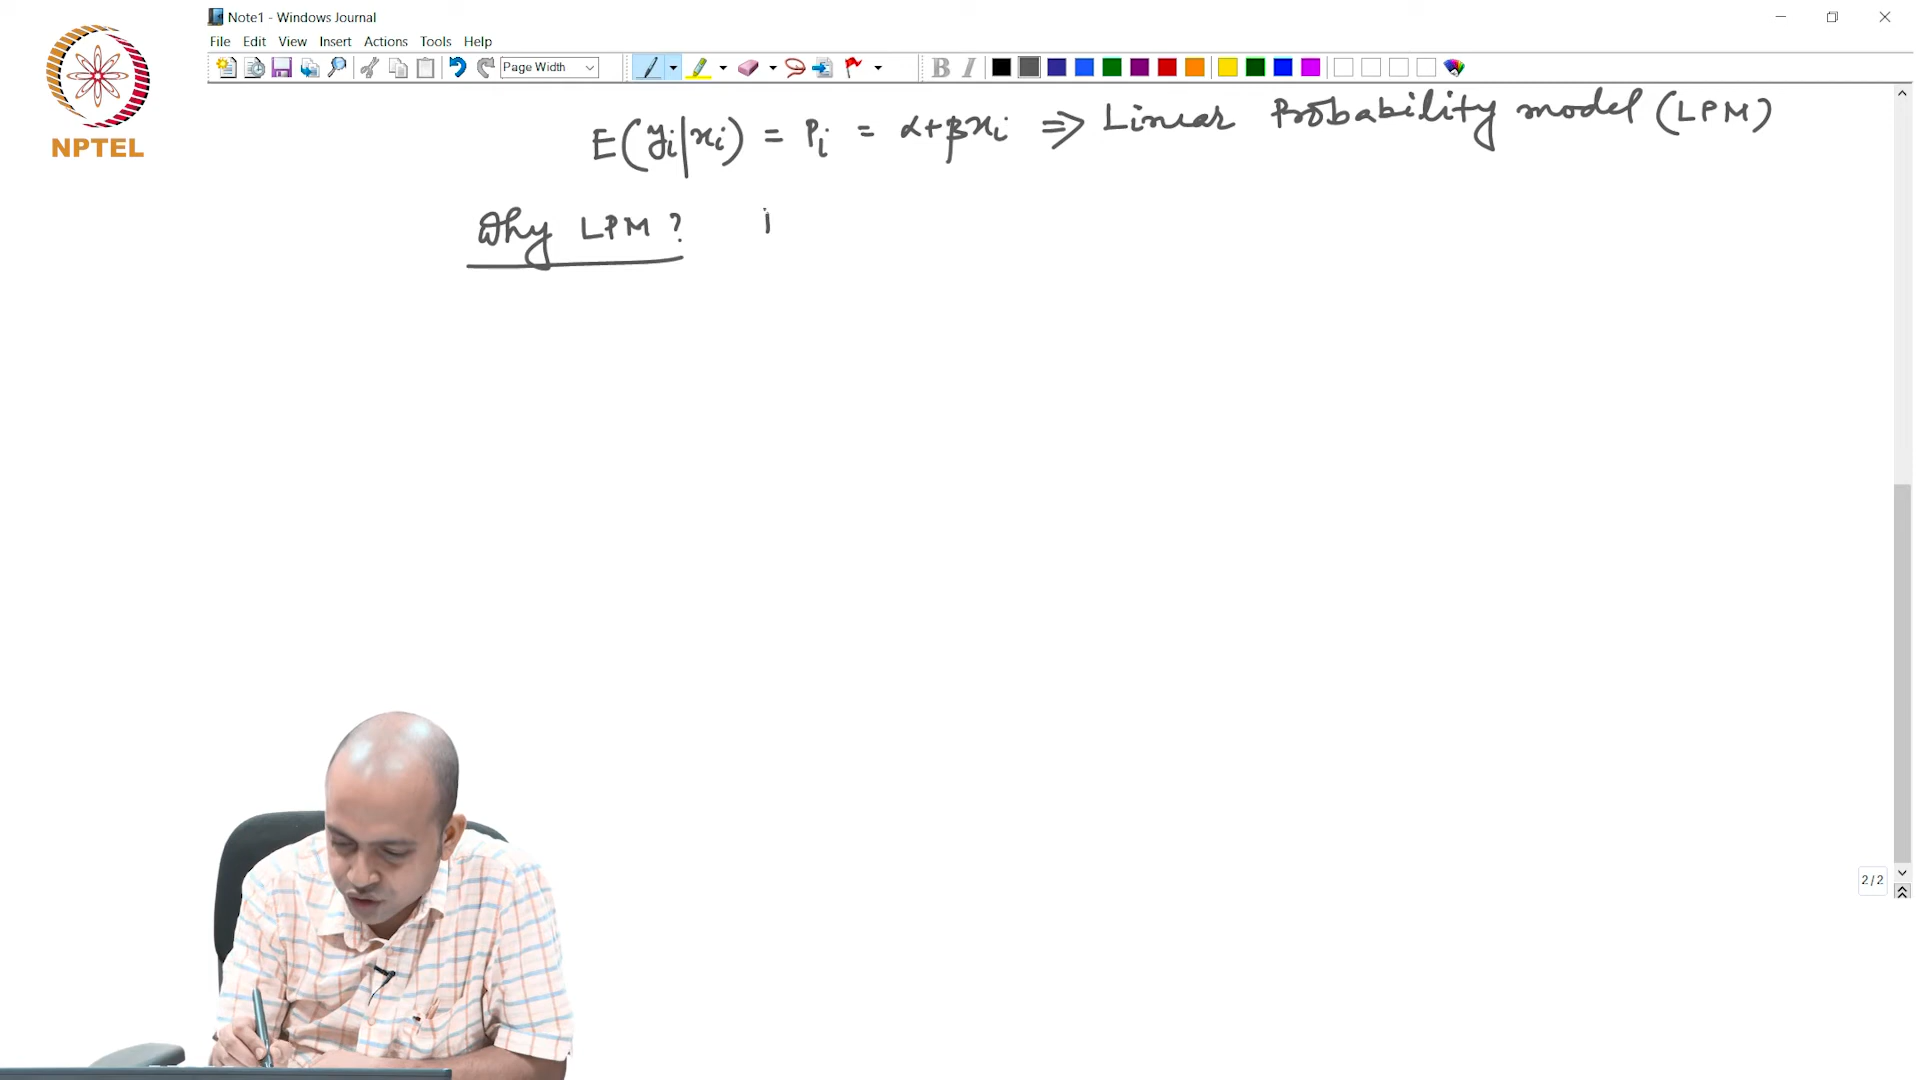 Note1 - Windows Journal
File Edit View Insert Actions Tools Help
Page Width
B I
NPTEL
E(yi|xi) = Pi = α+βxi ⇒ Linear Probability model (LPM)
Why LPM? i
2/2